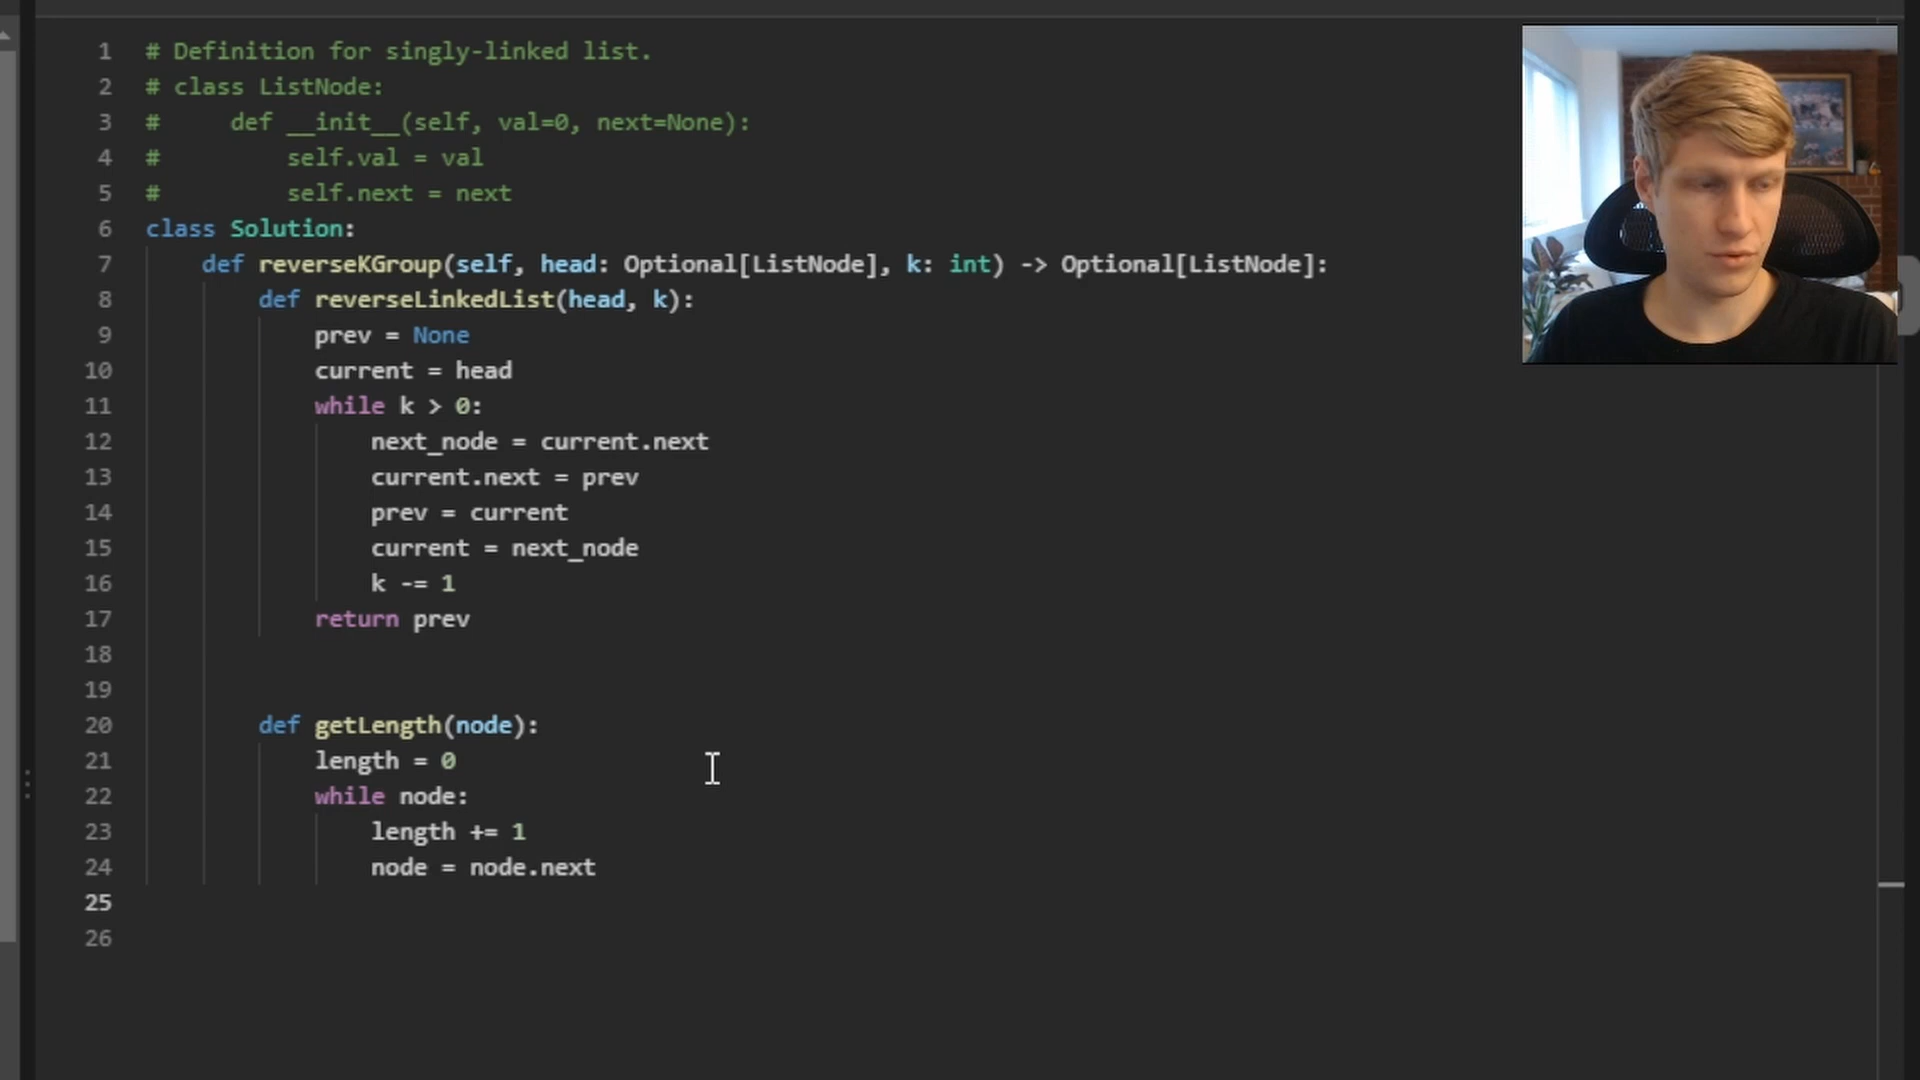 1 # Definition for singly-linked list.
2 # class ListNode:
3 #     def __init__(self, val=0, next=None):
4 #         self.val = val
5 #         self.next = next
6 class Solution:
7     def reverseKGroup(self, head: Optional[ListNode], k: int) -> Optional[ListNode]:
8         def reverseLinkedList(head, k):
9             prev = None
10             current = head
11             while k > 0:
12                 next_node = current.next
13                 current.next = prev
14                 prev = current
15                 current = next_node
16                 k -= 1
17             return prev
18
19
20         def getLength(node):
21             length = 0
22             while node:
23                 length += 1
24                 node = node.next
25
26